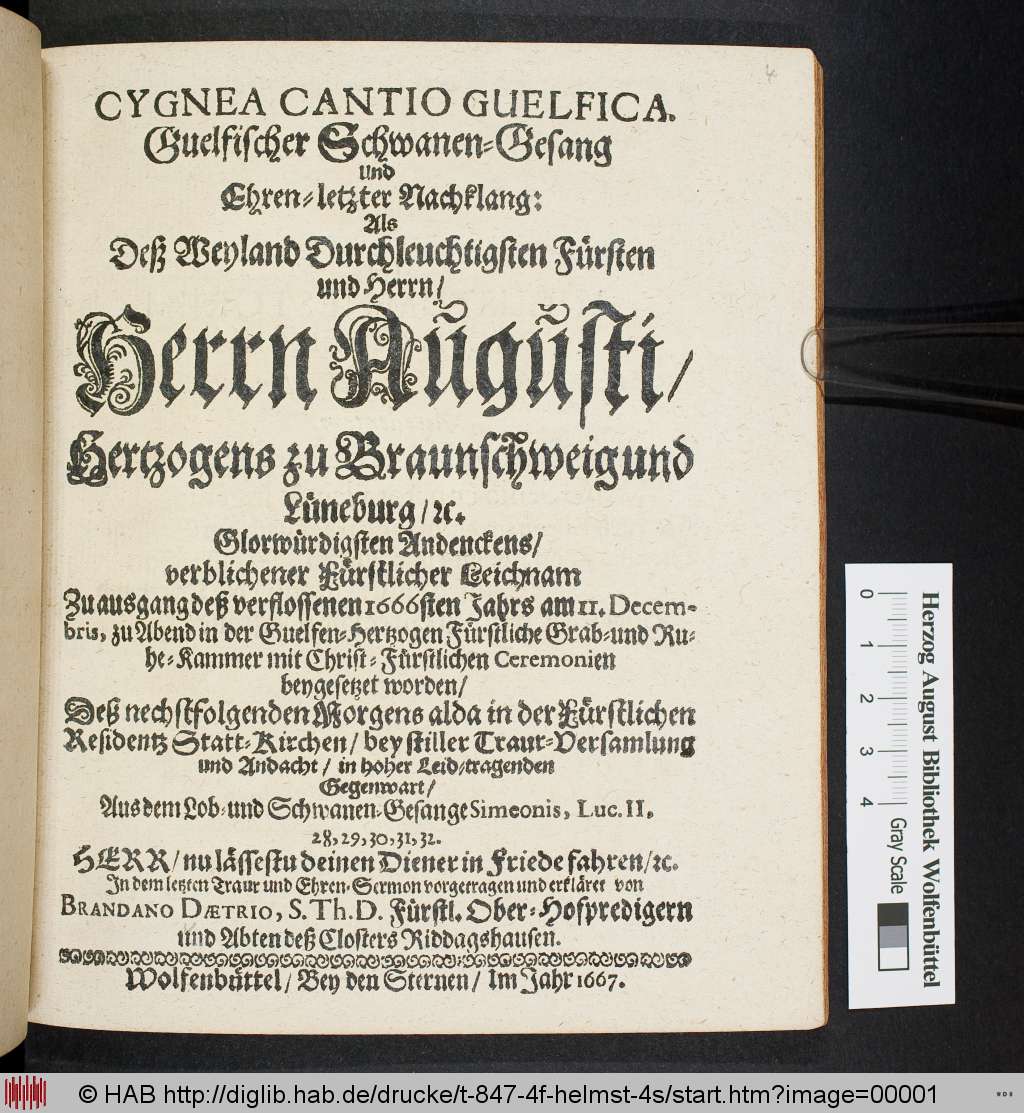 4
CYGNEA CANTIO GUELFICA.
Guelfischer Schwanen-Gesang
Und
Ehren-letzter Nachklang:
Als
Deß Weyland Durchleuchtigsten Fürsten
und Herrn/
Herrn Augusti/
Hertzogens zu Braunschweig und
Lüneburg/ ꝛc.
Glorwürdigsten Andenckens/
verblichener Fürstlicher Leichnam
Zu ausgang deß verflossenen 1666sten Jahrs am 11. Decem-
bris, zu Abend in der Guelfen-Hertzogen Fürstliche Grab-und Ru-
he-Kammer mit Christ-Fürstlichen Ceremonien
beygesetzet worden/
Deß nechstfolgenden Morgens alda in der Fürstlichen
Residentz Statt-Kirchen/ bey stiller Traur-Versamlung
und Andacht/ in hoher Leid-tragenden
Gegenwart/
Aus dem Lob-und Schwanen-Gesange Simeonis, Luc. II.
28, 29, 30, 31, 32.
HERR/ nu lässestu deinen Diener in Friede fahren/ ꝛc.
In dem letzten Traur und Ehren-Sermon vorgetragen und erkläret von
BRANDANO DÆTRIO, S. Th. D. Fürstl. Ober-Hofpredigern
und Abten deß Closters Riddagshausen.
Wolfenbüttel/ Bey den Sternen/ Im Jahr 1667.
0 1 2 3 4 Gray Scale
Herzog August Bibliothek Wolfenbüttel
© HAB http://diglib.hab.de/drucke/t-847-4f-helmst-4s/start.htm?image=00001
WDB